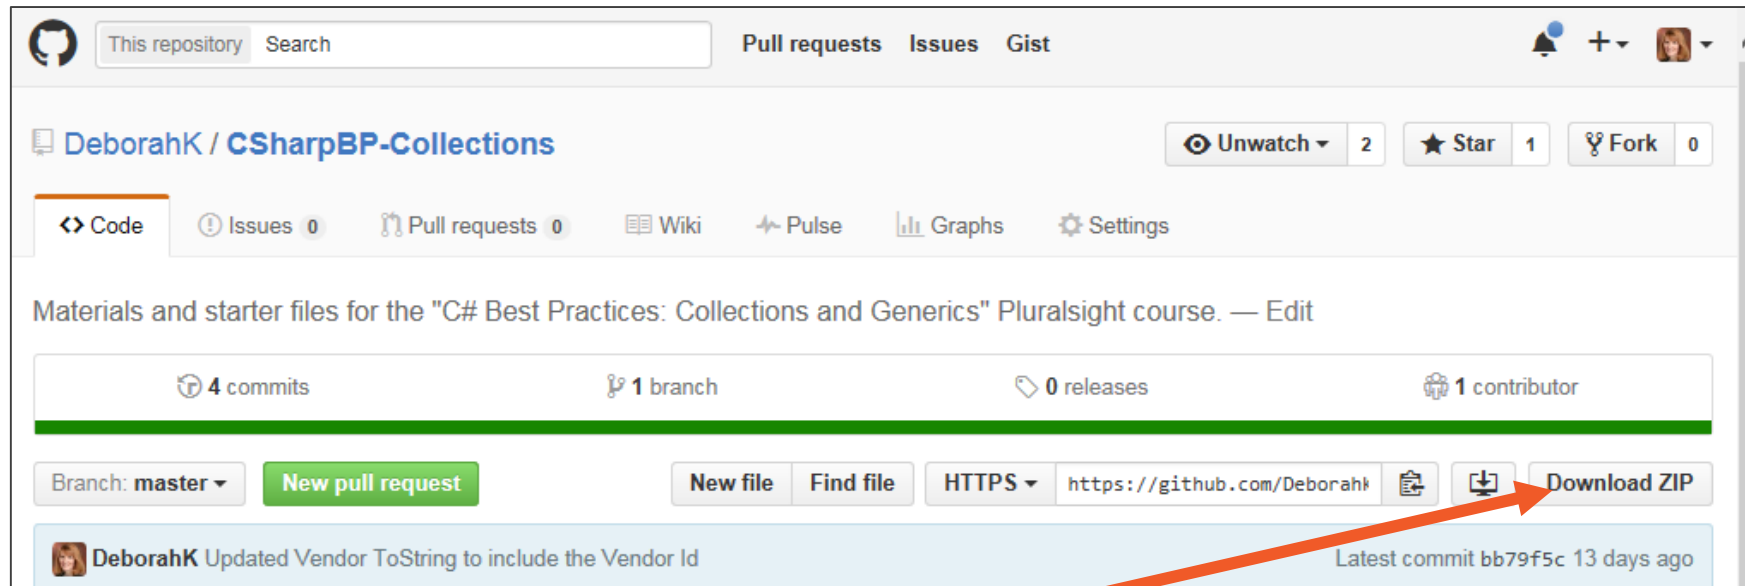 This repository Search Pull requests Issues Gist
DeborahK / CSharpBP-Collections Unwatch 2 Star 1 Fork 0
Code Issues 0 Pull requests 0 Wiki Pulse Graphs Settings
Materials and starter files for the "C# Best Practices: Collections and Generics" Pluralsight course. — Edit
4 commits 1 branch 0 releases 1 contributor
Branch: master New pull request New file Find file HTTPS https://github.com/Deborahk Download ZIP
DeborahK Updated Vendor ToString to include the Vendor Id Latest commit bb79f5c 13 days ago